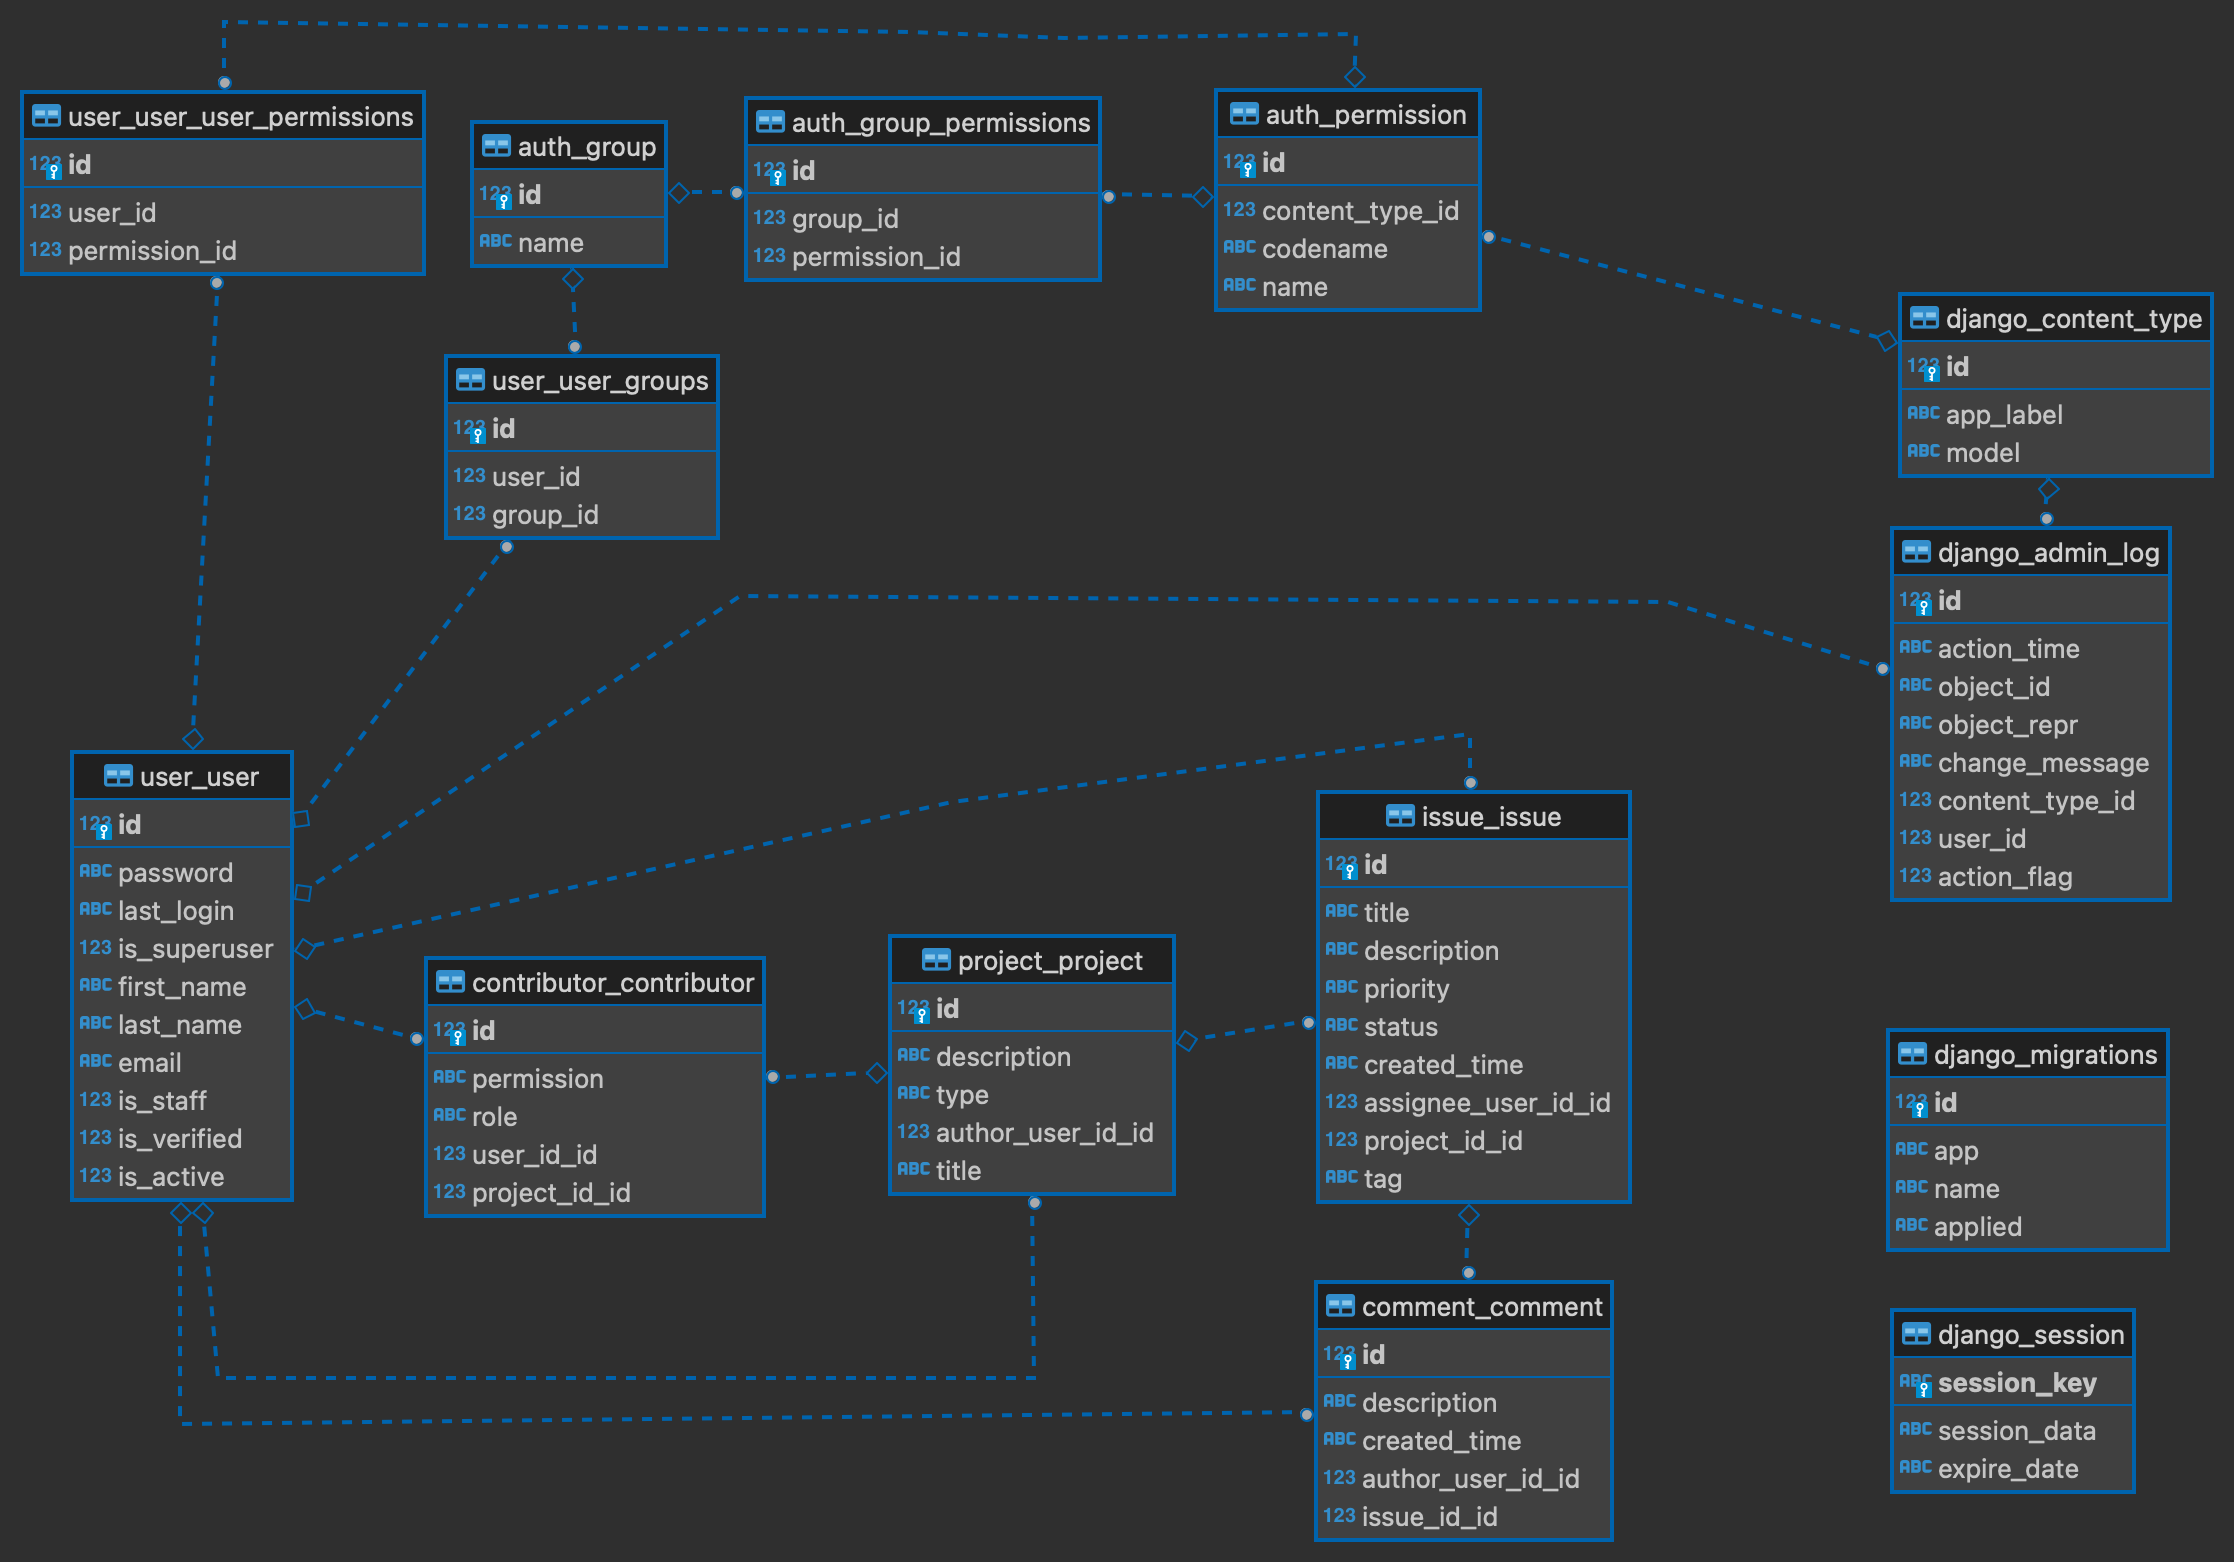 user_user_user_permissions
123 id
123 user_id
123 permission_id
auth_group
123 id
ABC name
auth_group_permissions
123 id
123 group_id
123 permission_id
auth_permission
123 id
123 content_type_id
ABC codename
ABC name
django_content_type
123 id
ABC app_label
ABC model
user_user_groups
123 id
123 user_id
123 group_id
django_admin_log
123 id
ABC action_time
ABC object_id
ABC object_repr
ABC change_message
123 content_type_id
123 user_id
123 action_flag
user_user
123 id
ABC password
ABC last_login
123 is_superuser
ABC first_name
ABC last_name
ABC email
123 is_staff
123 is_verified
123 is_active
contributor_contributor
123 id
ABC permission
ABC role
123 user_id_id
123 project_id_id
project_project
123 id
ABC description
ABC type
123 author_user_id_id
ABC title
issue_issue
123 id
ABC title
ABC description
ABC priority
ABC status
ABC created_time
123 assignee_user_id_id
123 project_id_id
ABC tag
django_migrations
123 id
ABC app
ABC name
ABC applied
comment_comment
123 id
ABC description
ABC created_time
123 author_user_id_id
123 issue_id_id
django_session
ABC session_key
ABC session_data
ABC expire_date